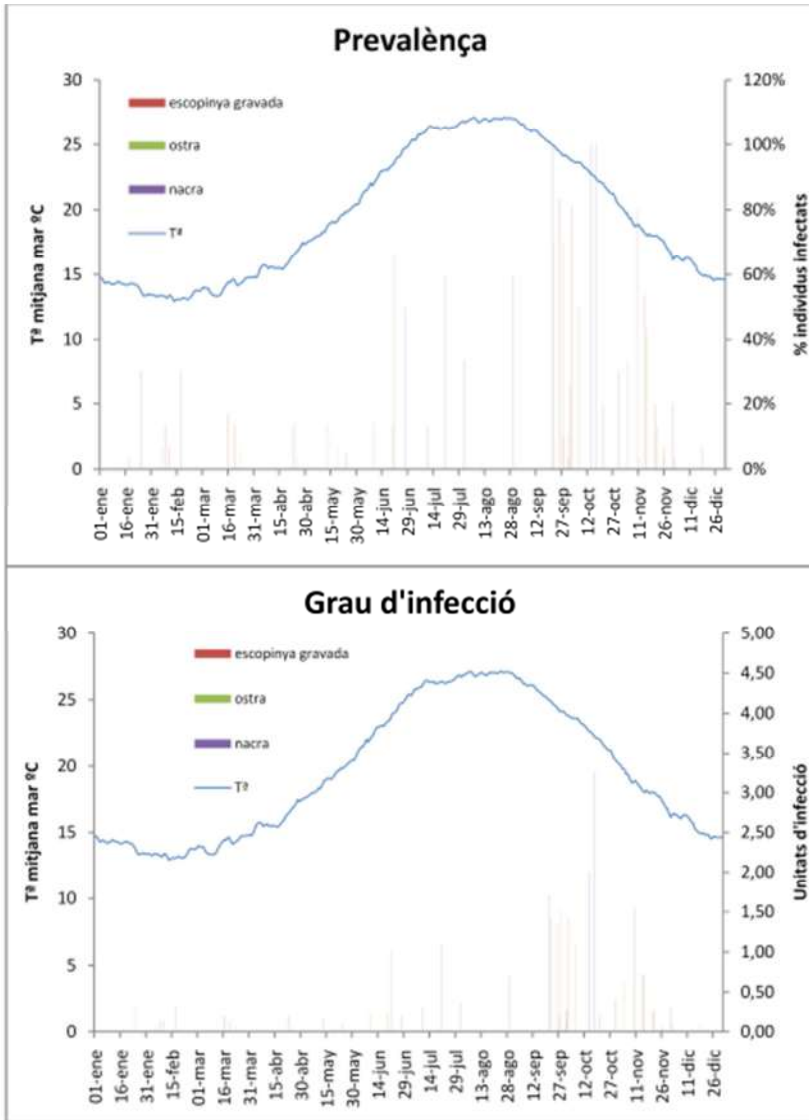 Prevalènça
30
25
20
15
10
5
0
Tª mitjana mar ºC
escopinya gravada
ostra
nacra
Tª
120%
100%
80%
60%
40%
20%
0%
% individus infectats
01-ene
16-ene
31-ene
15-feb
01-mar
16-mar
31-mar
15-abr
30-abr
15-may
30-may
14-jun
29-jun
14-jul
29-jul
13-ago
28-ago
12-sep
27-sep
12-oct
27-oct
11-nov
26-nov
11-dic
26-dic
Grau d'infecció
30
25
20
15
10
5
0
Tª mitjana mar ºC
escopinya gravada
ostra
nacra
Tª
5,00
4,50
4,00
3,50
3,00
2,50
2,00
1,50
1,00
0,50
0,00
Unitats d'infecció
01-ene
16-ene
31-ene
15-feb
01-mar
16-mar
31-mar
15-abr
30-abr
15-may
30-may
14-jun
29-jun
14-jul
29-jul
13-ago
28-ago
12-sep
27-sep
12-oct
27-oct
11-nov
26-nov
11-dic
26-dic